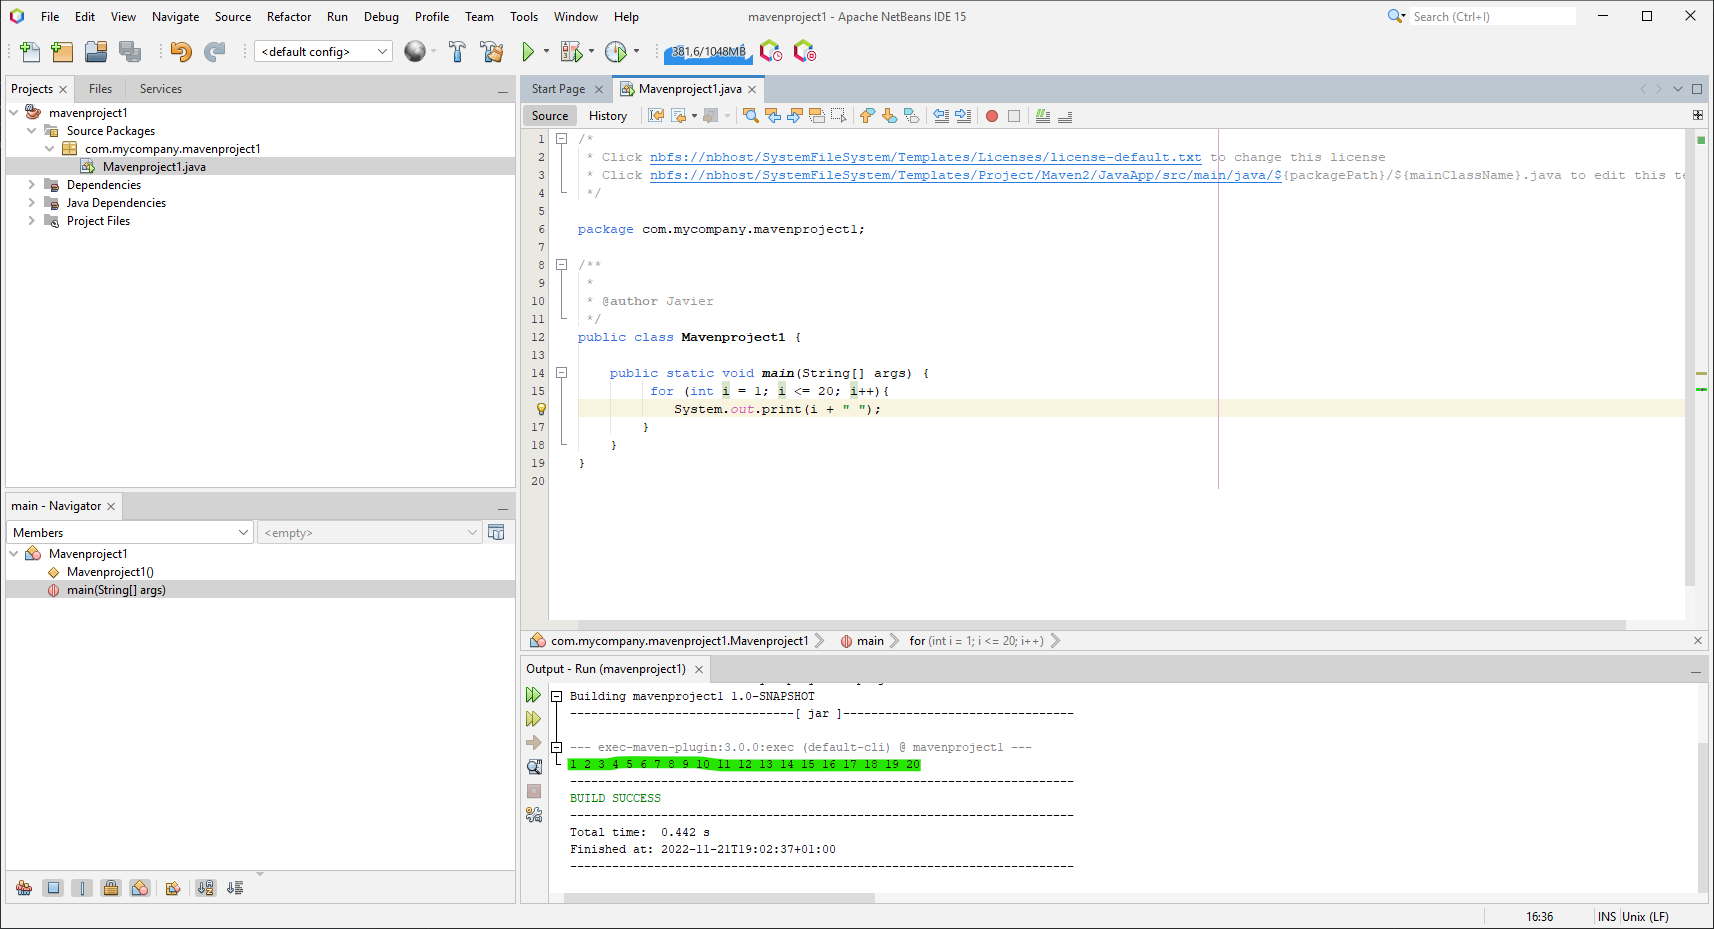 File Edit View Navigate Source Refactor Run Debug Profile Team Tools Window Help
mavenproject1 - Apache NetBeans IDE 15
Search (Ctrl+I)
<default config>
381,6/1048MB
Projects
Files
Services
mavenproject1
Source Packages
com.mycompany.mavenproject1
Mavenproject1.java
Dependencies
Java Dependencies
Project Files
main - Navigator
Members
<empty>
Mavenproject1
Mavenproject1()
main(String[] args)
Start Page
Mavenproject1.java
Source
History
1 /*
2 * Click nbfs://nbhost/SystemFileSystem/Templates/Licenses/license-default.txt to change this license
3 * Click nbfs://nbhost/SystemFileSystem/Templates/Project/Maven2/JavaApp/src/main/java/${packagePath}/${mainClassName}.java to edit this te
4 */
5
6 package com.mycompany.mavenproject1;
7
8 /**
9 *
10 * @author Javier
11 */
12 public class Mavenproject1 {
13
14 public static void main(String[] args) {
15 for (int i = 1; i <= 20; i++){
System.out.print(i + " ");
17 }
18 }
19 }
20
com.mycompany.mavenproject1.Mavenproject1
main
for (int i = 1; i <= 20; i++)
Output - Run (mavenproject1)
Building mavenproject1 1.0-SNAPSHOT
--------------------------------[ jar ]---------------------------------
--- exec-maven-plugin:3.0.0:exec (default-cli) @ mavenproject1 ---
1 2 3 4 5 6 7 8 9 10 11 12 13 14 15 16 17 18 19 20
------------------------------------------------------------------------
BUILD SUCCESS
------------------------------------------------------------------------
Total time:  0.442 s
Finished at: 2022-11-21T19:02:37+01:00
------------------------------------------------------------------------
16:36
INS
Unix (LF)